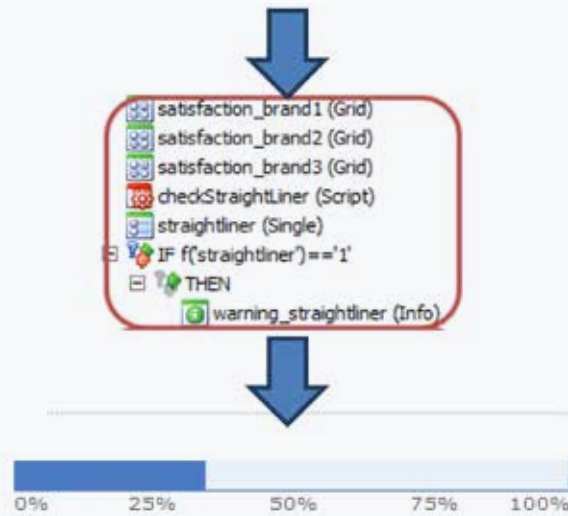 satisfaction_brand1 (Grid)
satisfaction_brand2 (Grid)
satisfaction_brand3 (Grid)
checkStraightLiner (Script)
straightliner (Single)
IF f('straightliner')=='1'
THEN
warning_straightliner (Info)
0% 25% 50% 75% 100%